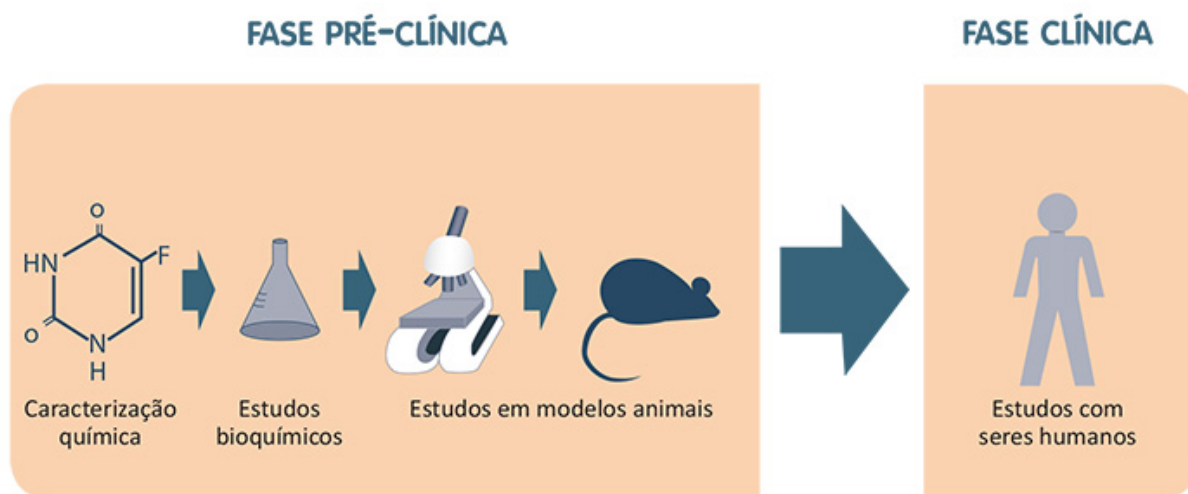 FASE PRÉ-CLÍNICA
FASE CLÍNICA
O
HN
F
O
N
H
Caracterização
química
Estudos
bioquímicos
Estudos em modelos animais
Estudos com
seres humanos